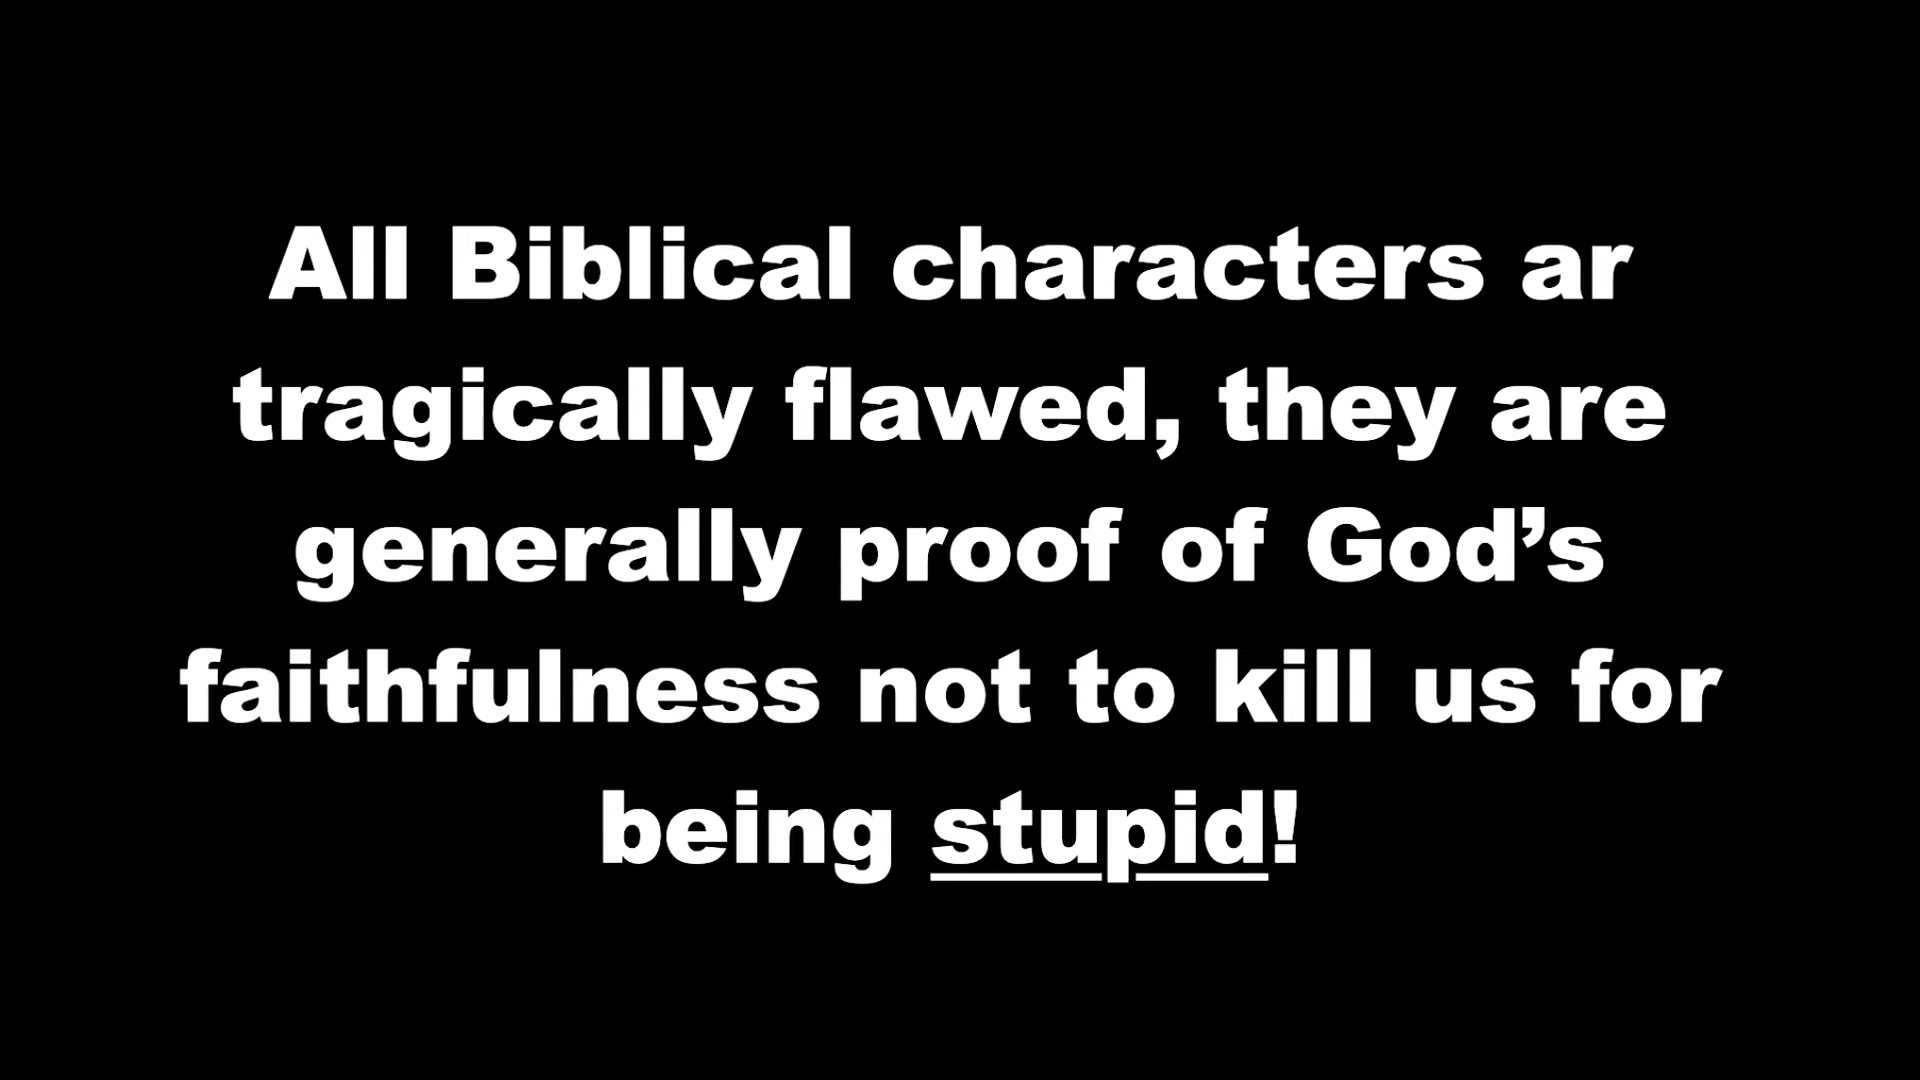 All Biblical characters ar
tragically flawed, they are
generally proof of God’s
faithfulness not to kill us for
being stupid!